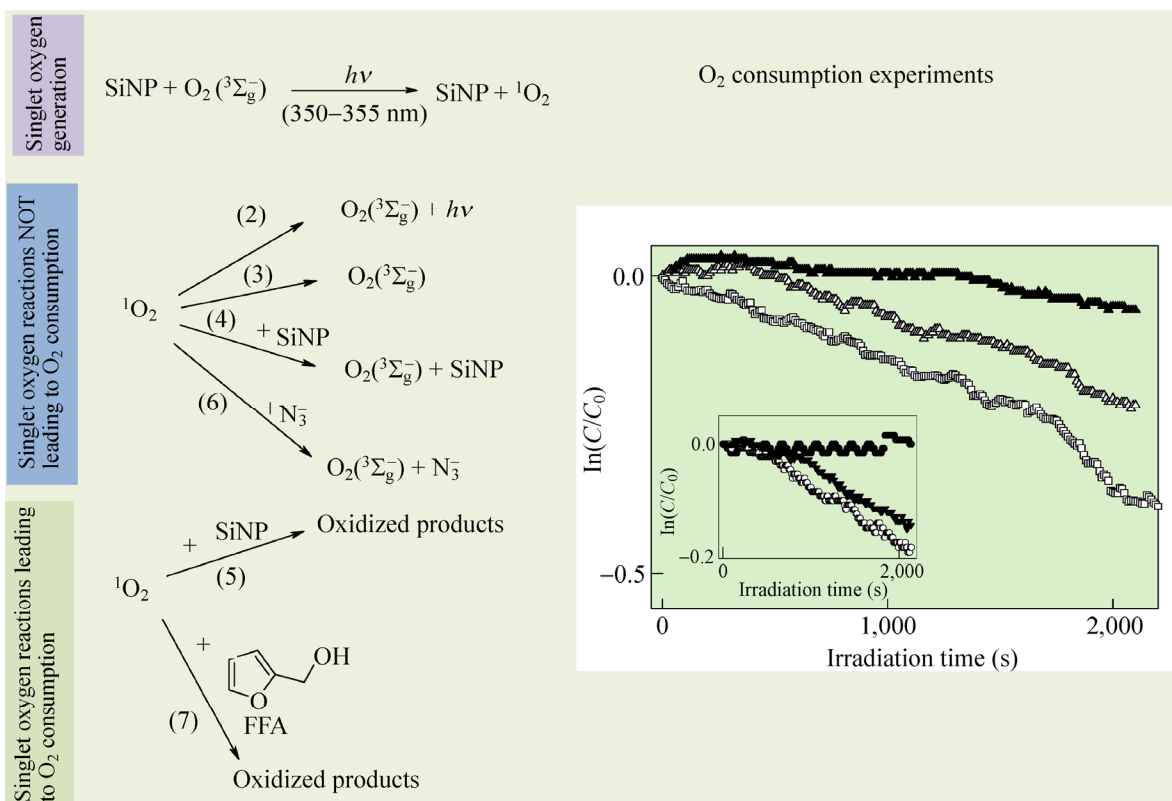 Singlet oxygen
generation
SiNP + O₂ (³Σg⁻)
hν
(350–355 nm)
SiNP + ¹O₂
O₂ consumption experiments
Singlet oxygen reactions NOT
leading to O₂ consumption
¹O₂
(2)
O₂(³Σg⁻) + hν
(3)
O₂(³Σg⁻)
(4)
+ SiNP
O₂(³Σg⁻) + SiNP
(6)
N₃⁻
O₂(³Σg⁻) + N₃⁻
Singlet oxygen reactions leading
to O₂ consumption
¹O₂
+ SiNP
(5)
Oxidized products
+
OH
O
FFA
(7)
Oxidized products
ln(C/C₀)
0.0
−0.5
0
1,000
2,000
Irradiation time (s)
ln(C/C₀)
0.0
−0.2
0
2,000
Irradiation time (s)